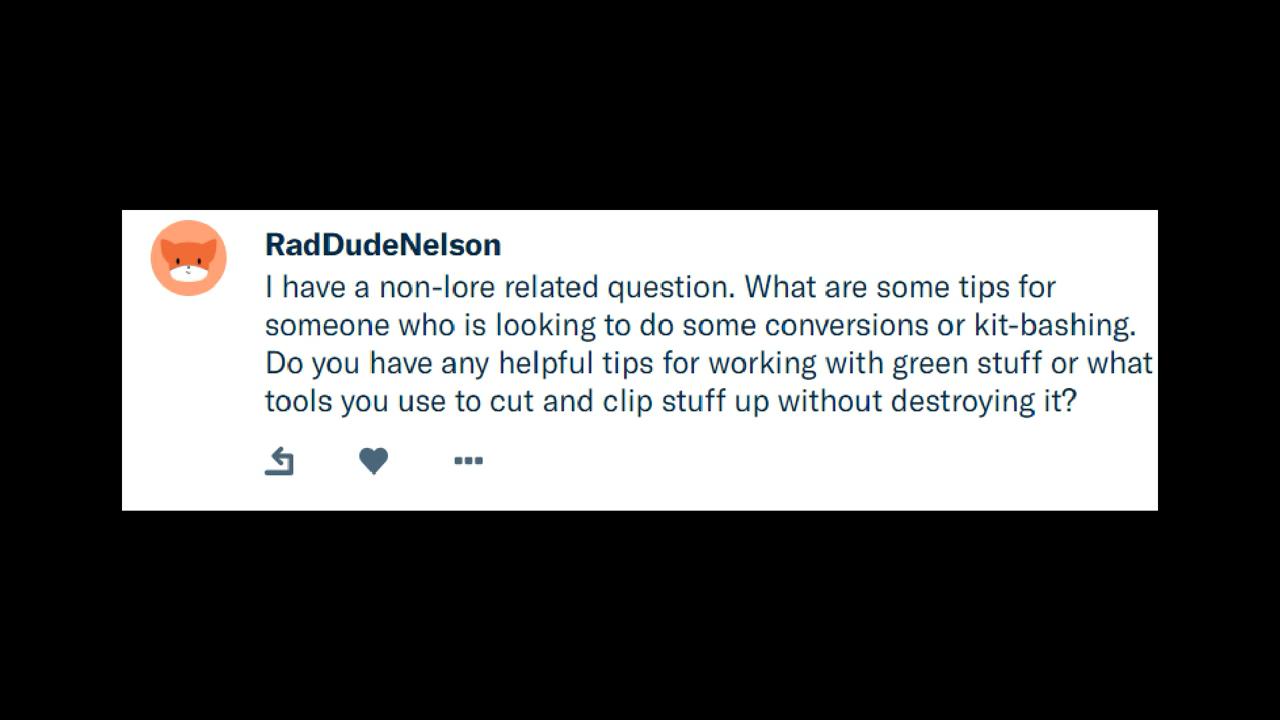 RadDudeNelson
I have a non-lore related question. What are some tips for
someone who is looking to do some conversions or kit-bashing.
Do you have any helpful tips for working with green stuff or what
tools you use to cut and clip stuff up without destroying it?